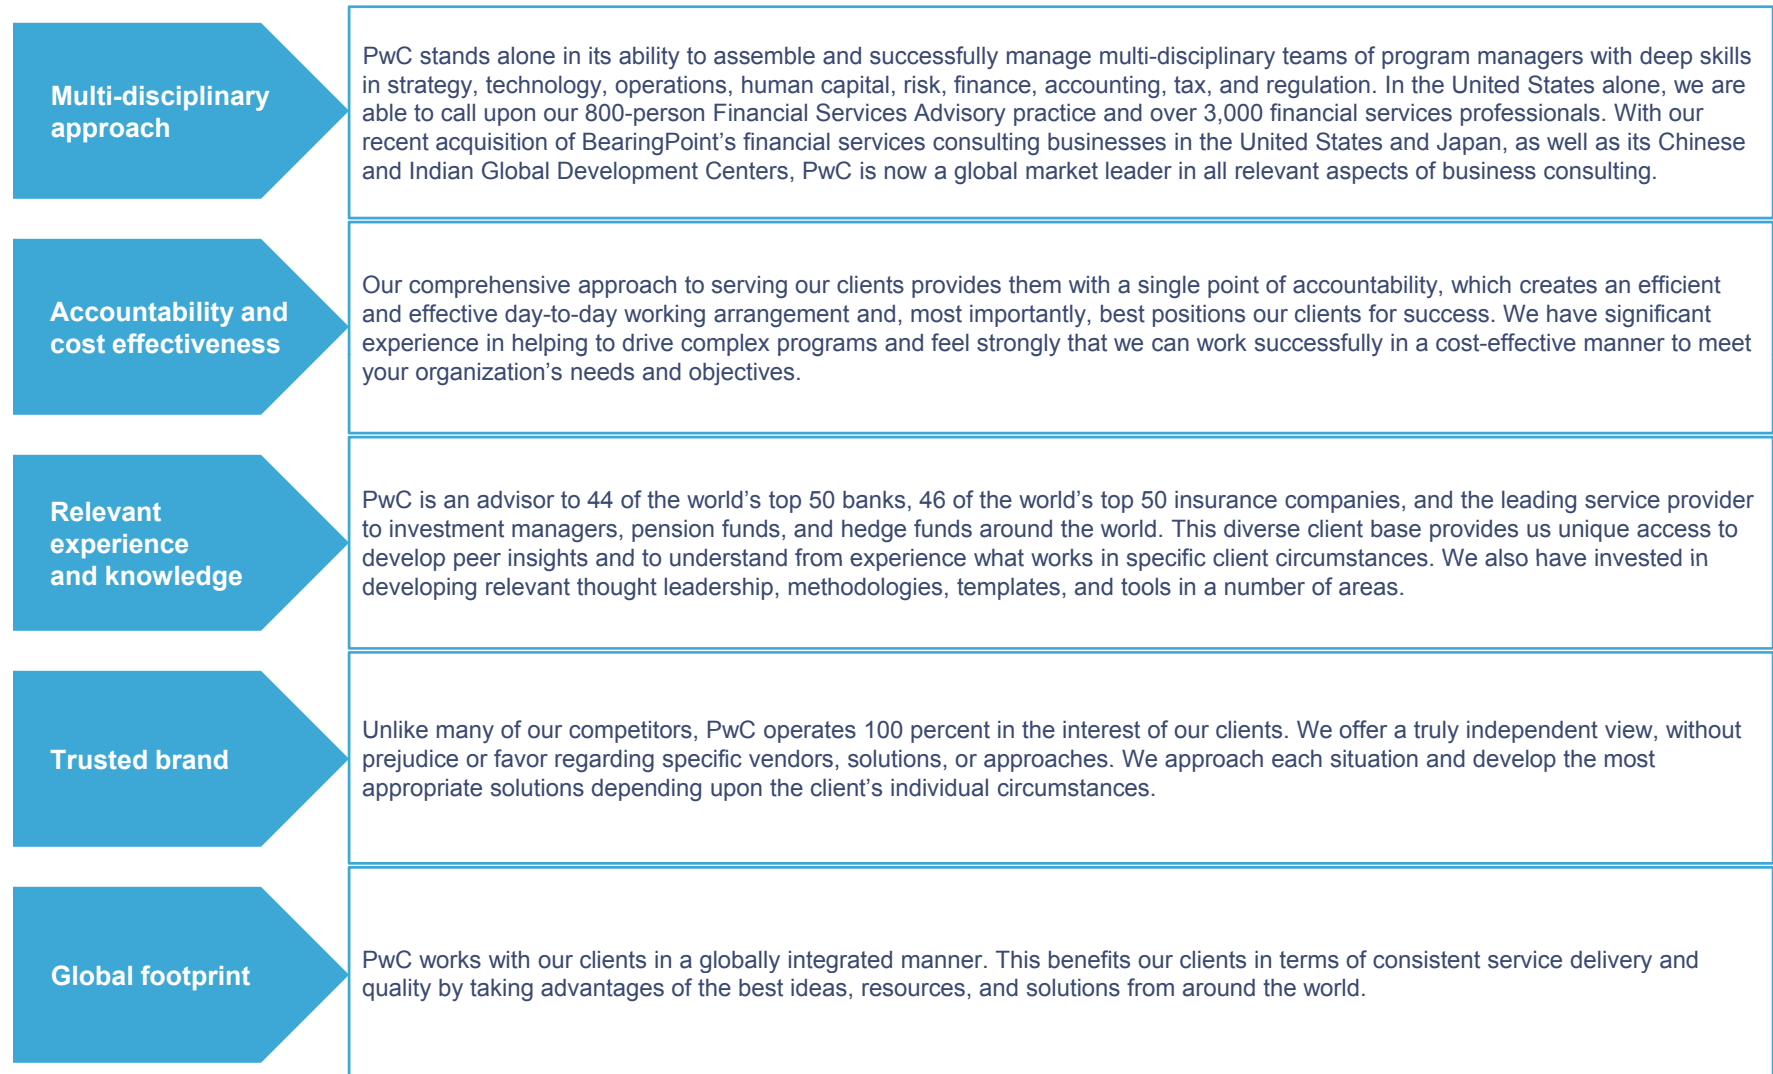 Multi-disciplinary
approach
PwC stands alone in its ability to assemble and successfully manage multi-disciplinary teams of program managers with deep skills
in strategy, technology, operations, human capital, risk, finance, accounting, tax, and regulation. In the United States alone, we are
able to call upon our 800-person Financial Services Advisory practice and over 3,000 financial services professionals. With our
recent acquisition of BearingPoint’s financial services consulting businesses in the United States and Japan, as well as its Chinese
and Indian Global Development Centers, PwC is now a global market leader in all relevant aspects of business consulting.
Accountability and
cost effectiveness
Our comprehensive approach to serving our clients provides them with a single point of accountability, which creates an efficient
and effective day-to-day working arrangement and, most importantly, best positions our clients for success. We have significant
experience in helping to drive complex programs and feel strongly that we can work successfully in a cost-effective manner to meet
your organization’s needs and objectives.
Relevant
experience
and knowledge
PwC is an advisor to 44 of the world’s top 50 banks, 46 of the world’s top 50 insurance companies, and the leading service provider
to investment managers, pension funds, and hedge funds around the world. This diverse client base provides us unique access to
develop peer insights and to understand from experience what works in specific client circumstances. We also have invested in
developing relevant thought leadership, methodologies, templates, and tools in a number of areas.
Trusted brand
Unlike many of our competitors, PwC operates 100 percent in the interest of our clients. We offer a truly independent view, without
prejudice or favor regarding specific vendors, solutions, or approaches. We approach each situation and develop the most
appropriate solutions depending upon the client’s individual circumstances.
Global footprint
PwC works with our clients in a globally integrated manner. This benefits our clients in terms of consistent service delivery and
quality by taking advantages of the best ideas, resources, and solutions from around the world.